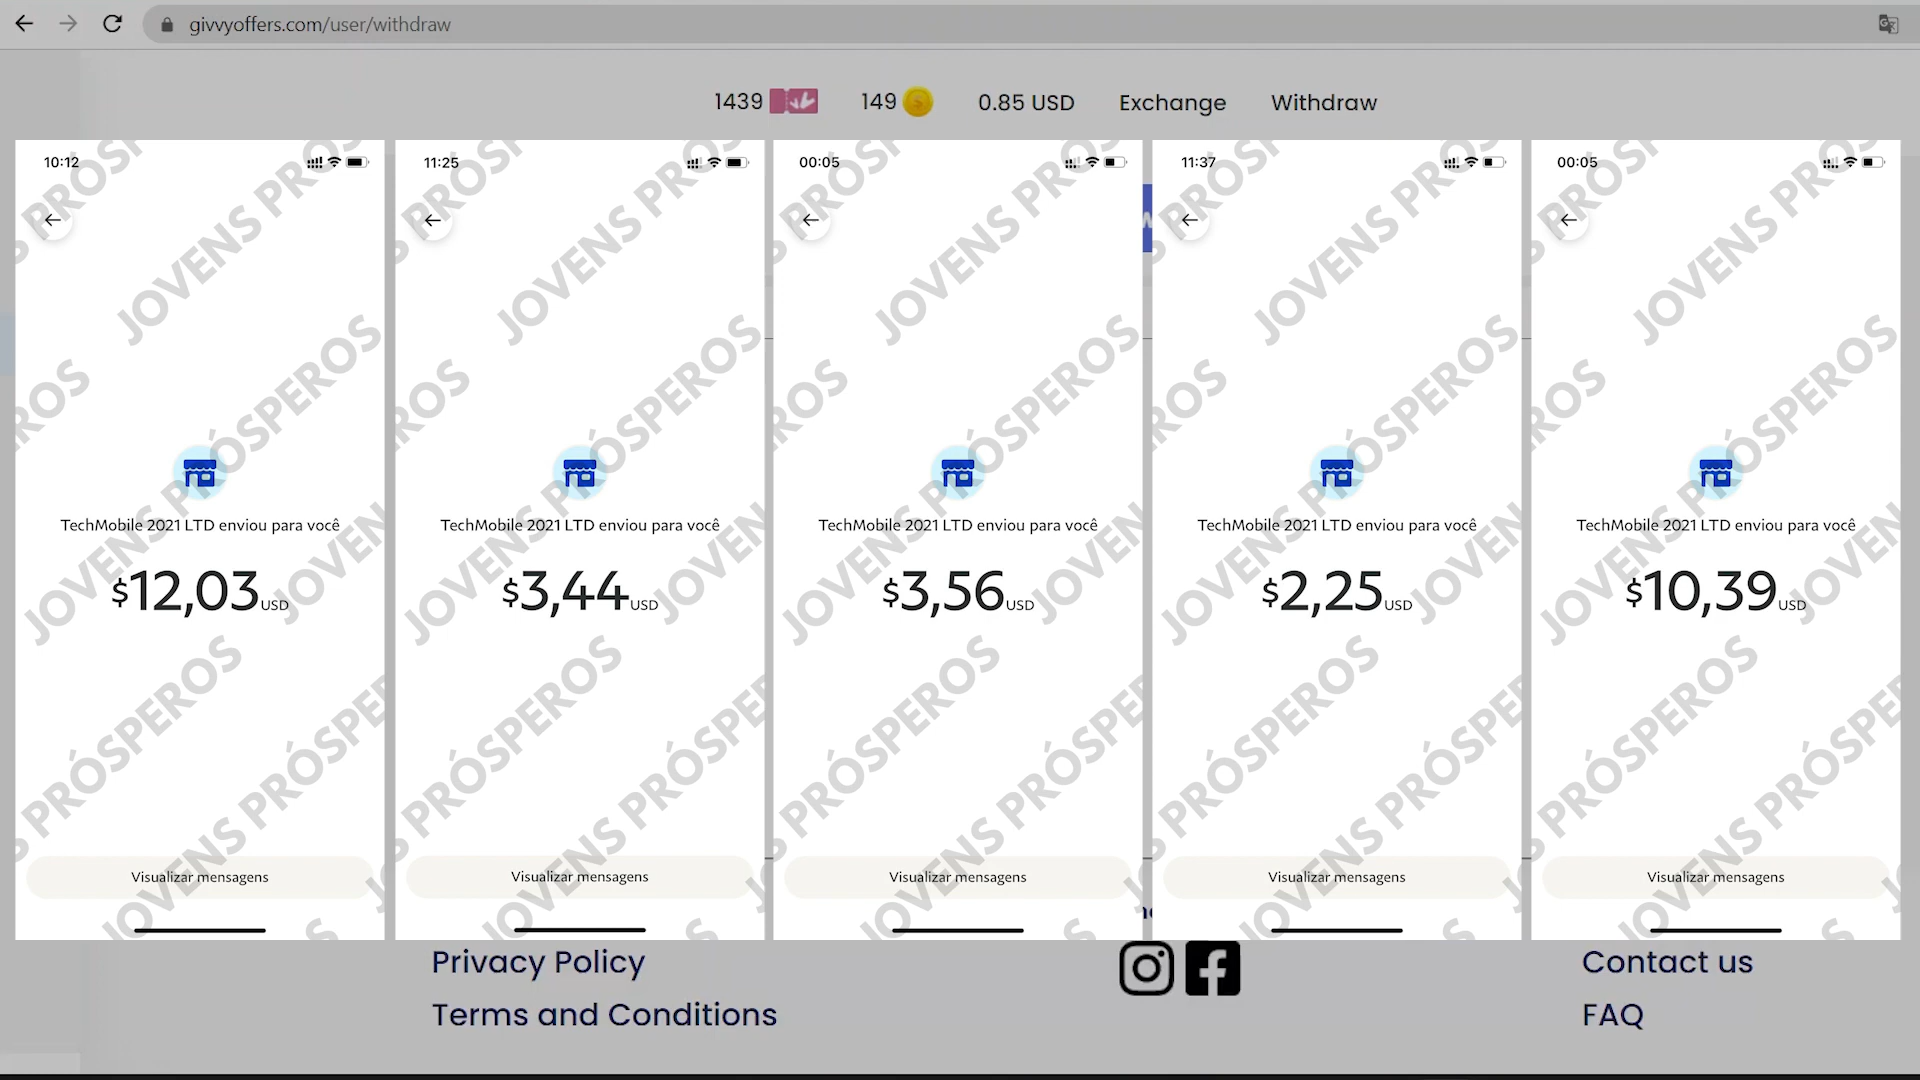 givvyoffers.com/user/withdraw
1439 149 0.85 USD Exchange Withdraw
10:12 11:25 00:05 11:37 00:05
TechMobile 2021 LTD enviou para você
$12,03 USD
TechMobile 2021 LTD enviou para você
$3,44 USD
TechMobile 2021 LTD enviou para você
$3,56 USD
TechMobile 2021 LTD enviou para você
$2,25 USD
TechMobile 2021 LTD enviou para você
$10,39 USD
Visualizar mensagens
Visualizar mensagens
Visualizar mensagens
Visualizar mensagens
Visualizar mensagens
JOVENS PRÓSPEROS
Privacy Policy
Contact us
Terms and Conditions
FAQ